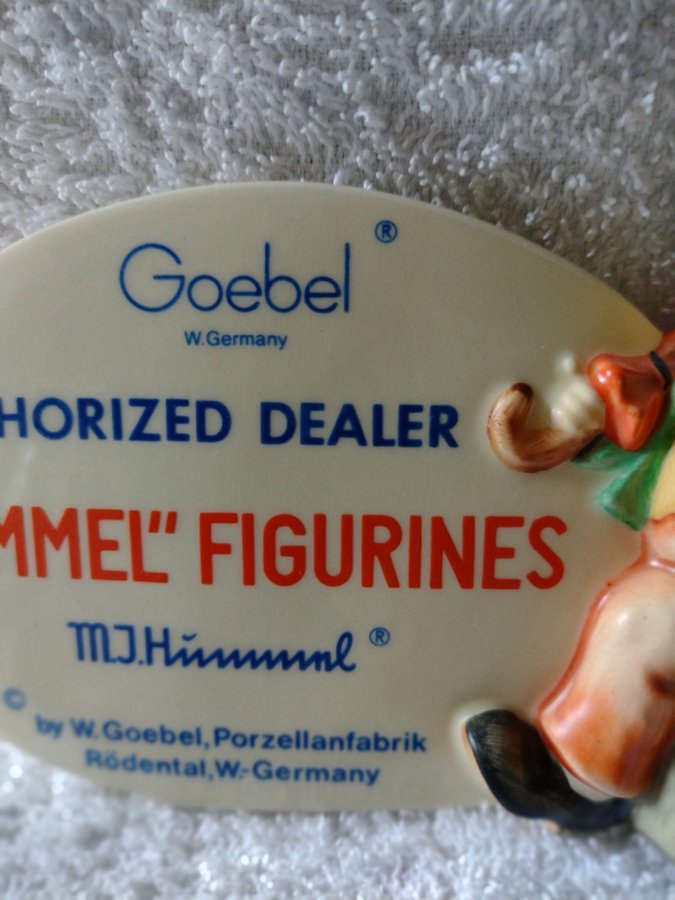 Goebel ®
W.Germany
HORIZED DEALER
MMEL" FIGURINES
M.J.Hummel ®
©
by W.Goebel, Porzellanfabrik
Rödental, W.-Germany